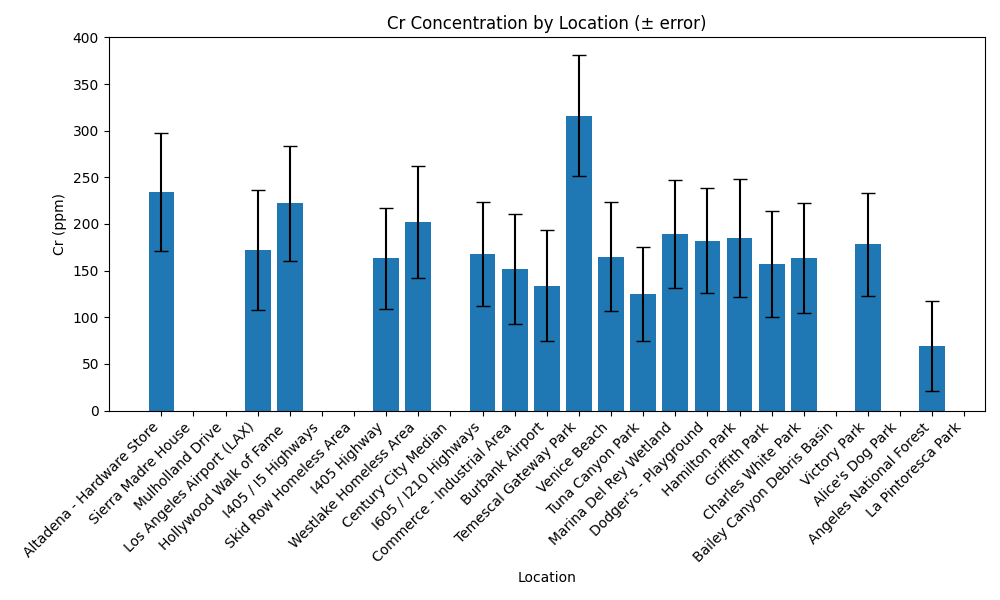 Cr Concentration by Location (± error)
Cr (ppm)
400
350
300
250
200
150
100
50
0
Altadena - Hardware Store
Sierra Madre House
Mulholland Drive
Los Angeles Airport (LAX)
Hollywood Walk of Fame
I405 / I5 Highways
Skid Row Homeless Area
I405 Highway
Westlake Homeless Area
Century City Median
I605 / I210 Highways
Commerce - Industrial Area
Burbank Airport
Temescal Gateway Park
Venice Beach
Tuna Canyon Park
Marina Del Rey Wetland
Dodger's - Playground
Hamilton Park
Griffith Park
Charles White Park
Bailey Canyon Debris Basin
Victory Park
Alice's Dog Park
Angeles National Forest
La Pintoresca Park
Location